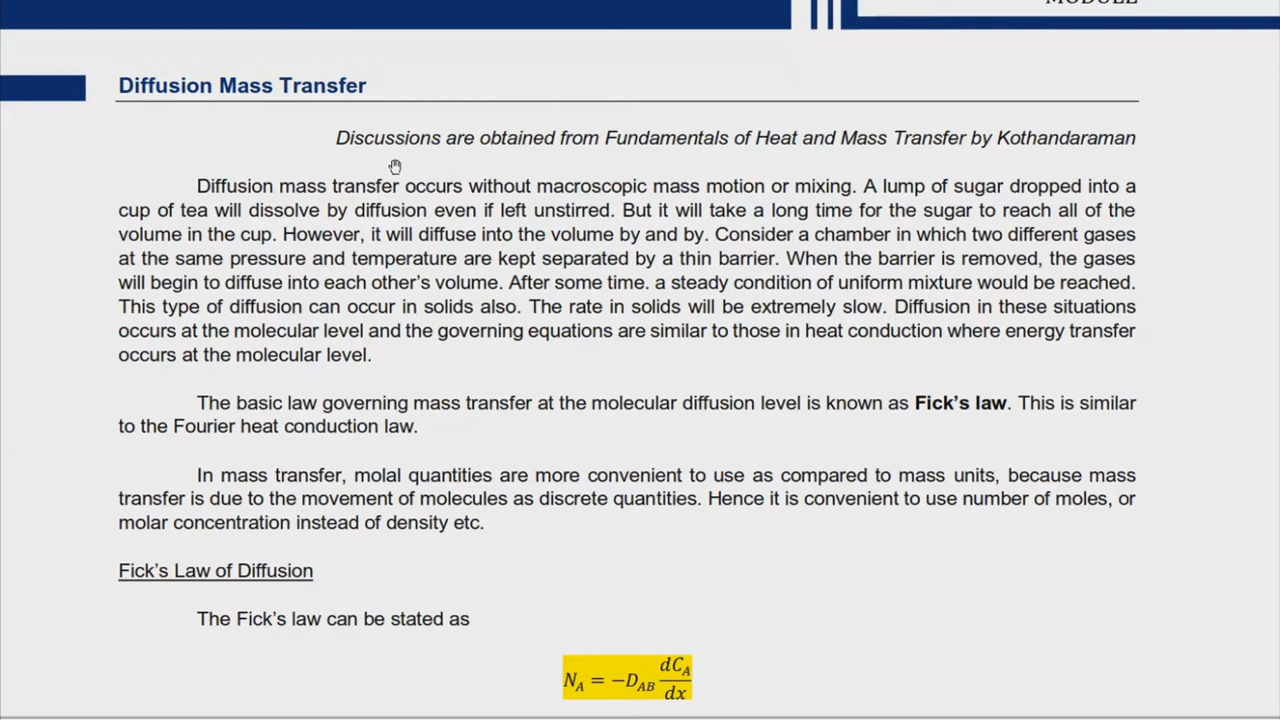 MODULE
Diffusion Mass Transfer
Discussions are obtained from Fundamentals of Heat and Mass Transfer by Kothandaraman
Diffusion mass transfer occurs without macroscopic mass motion or mixing. A lump of sugar dropped into a
cup of tea will dissolve by diffusion even if left unstirred. But it will take a long time for the sugar to reach all of the
volume in the cup. However, it will diffuse into the volume by and by. Consider a chamber in which two different gases
at the same pressure and temperature are kept separated by a thin barrier. When the barrier is removed, the gases
will begin to diffuse into each other’s volume. After some time. a steady condition of uniform mixture would be reached.
This type of diffusion can occur in solids also. The rate in solids will be extremely slow. Diffusion in these situations
occurs at the molecular level and the governing equations are similar to those in heat conduction where energy transfer
occurs at the molecular level.
The basic law governing mass transfer at the molecular diffusion level is known as Fick’s law. This is similar
to the Fourier heat conduction law.
In mass transfer, molal quantities are more convenient to use as compared to mass units, because mass
transfer is due to the movement of molecules as discrete quantities. Hence it is convenient to use number of moles, or
molar concentration instead of density etc.
Fick’s Law of Diffusion
The Fick’s law can be stated as
N_A = −D_AB dC_A/dx